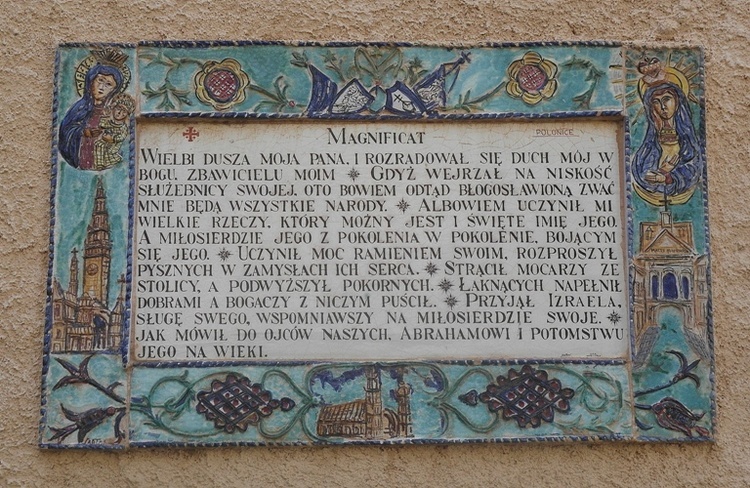 MAGNIFICAT
POLONICE
WIELBI DUSZA MOJA PANA, I ROZRADOWAŁ SIĘ DUCH MÓJ W
BOGU, ZBAWICIELU MOIM ✴ GDYŻ WEJRZAŁ NA NISKOŚĆ
SŁUŻEBNICY SWOJEJ, OTO BOWIEM ODTĄD BŁOGOSŁAWIONĄ ZWAĆ
MNIE BĘDĄ WSZYSTKIE NARODY. ✴ ALBOWIEM UCZYNIŁ MI
WIELKIE RZECZY, KTÓRY MOŻNY JEST I ŚWIĘTE IMIĘ JEGO.
A MIŁOSIERDZIE JEGO Z POKOLENIA W POKOLENIE, BOJĄCYM
SIĘ JEGO. ✴ UCZYNIŁ MOC RAMIENIEM SWOIM, ROZPROSZYŁ
PYSZNYCH W ZAMYSŁACH ICH SERCA. ✴ STRĄCIŁ MOCARZY ZE
STOLICY, A PODWYŻSZYŁ POKORNYCH. ✴ ŁAKNĄCYCH NAPEŁNIŁ
DOBRAMI A BOGACZY Z NICZYM PUŚCIŁ. ✴ PRZYJĄŁ IZRAELA,
SŁUGĘ SWEGO, WSPOMNIAWSZY NA MIŁOSIERDZIE SWOJE. ✴
JAK MÓWIŁ DO OJCÓW NASZYCH, ABRAHAMOWI I POTOMSTWU
JEGO NA WIEKI.